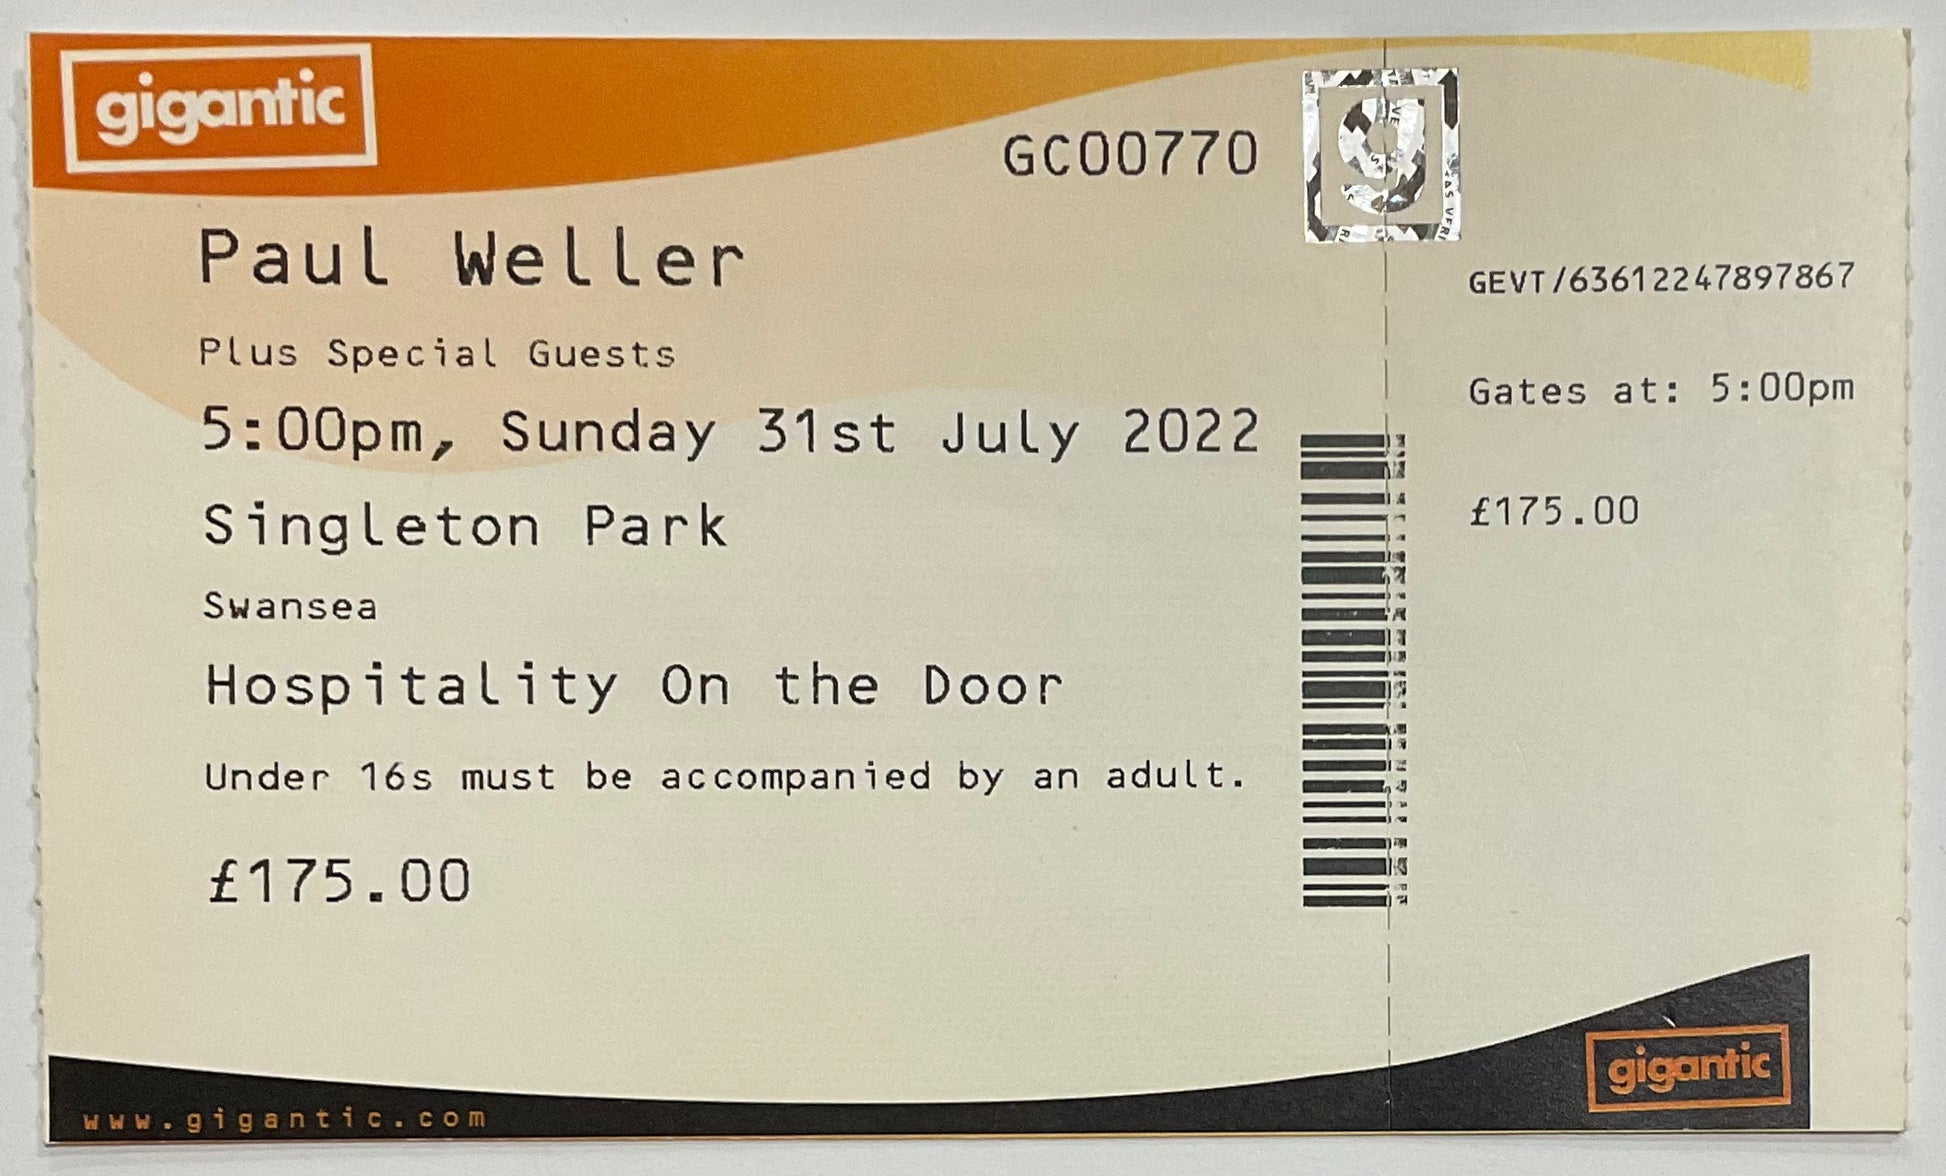 gigantic
GC00770
g
Paul Weller
Plus Special Guests
5:00pm, Sunday 31st July 2022
Singleton Park
Swansea
Hospitality On the Door
Under 16s must be accompanied by an adult.
£175.00
GEVT/63612247897867
Gates at: 5:00pm
£175.00
www.gigantic.com
gigantic